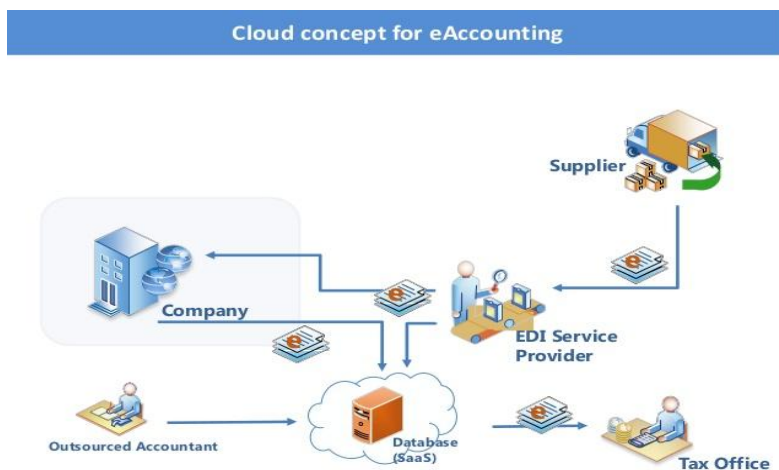 Cloud concept for eAccounting
Supplier
Company
EDI Service
Provider
Outsourced Accountant
Database
(SaaS)
Tax Office
e
e
e
e